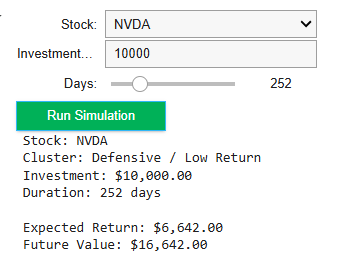 Stock: NVDA
Investment... 10000
Days: 252
Run Simulation
Stock: NVDA
Cluster: Defensive / Low Return
Investment: $10,000.00
Duration: 252 days
Expected Return: $6,642.00
Future Value: $16,642.00